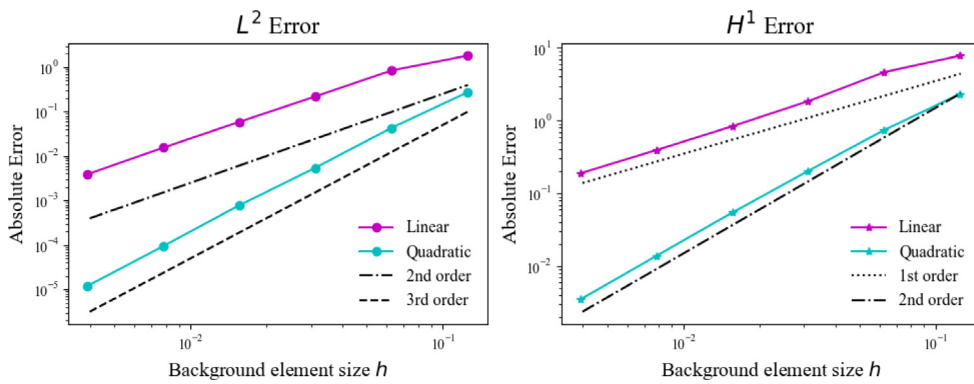 L² Error
Absolute Error
10⁰
10⁻¹
10⁻²
10⁻³
10⁻⁴
10⁻⁵
Linear
Quadratic
2nd order
3rd order
10⁻²
10⁻¹
Background element size h
H¹ Error
Absolute Error
10¹
10⁰
10⁻¹
10⁻²
Linear
Quadratic
1st order
2nd order
10⁻²
10⁻¹
Background element size h